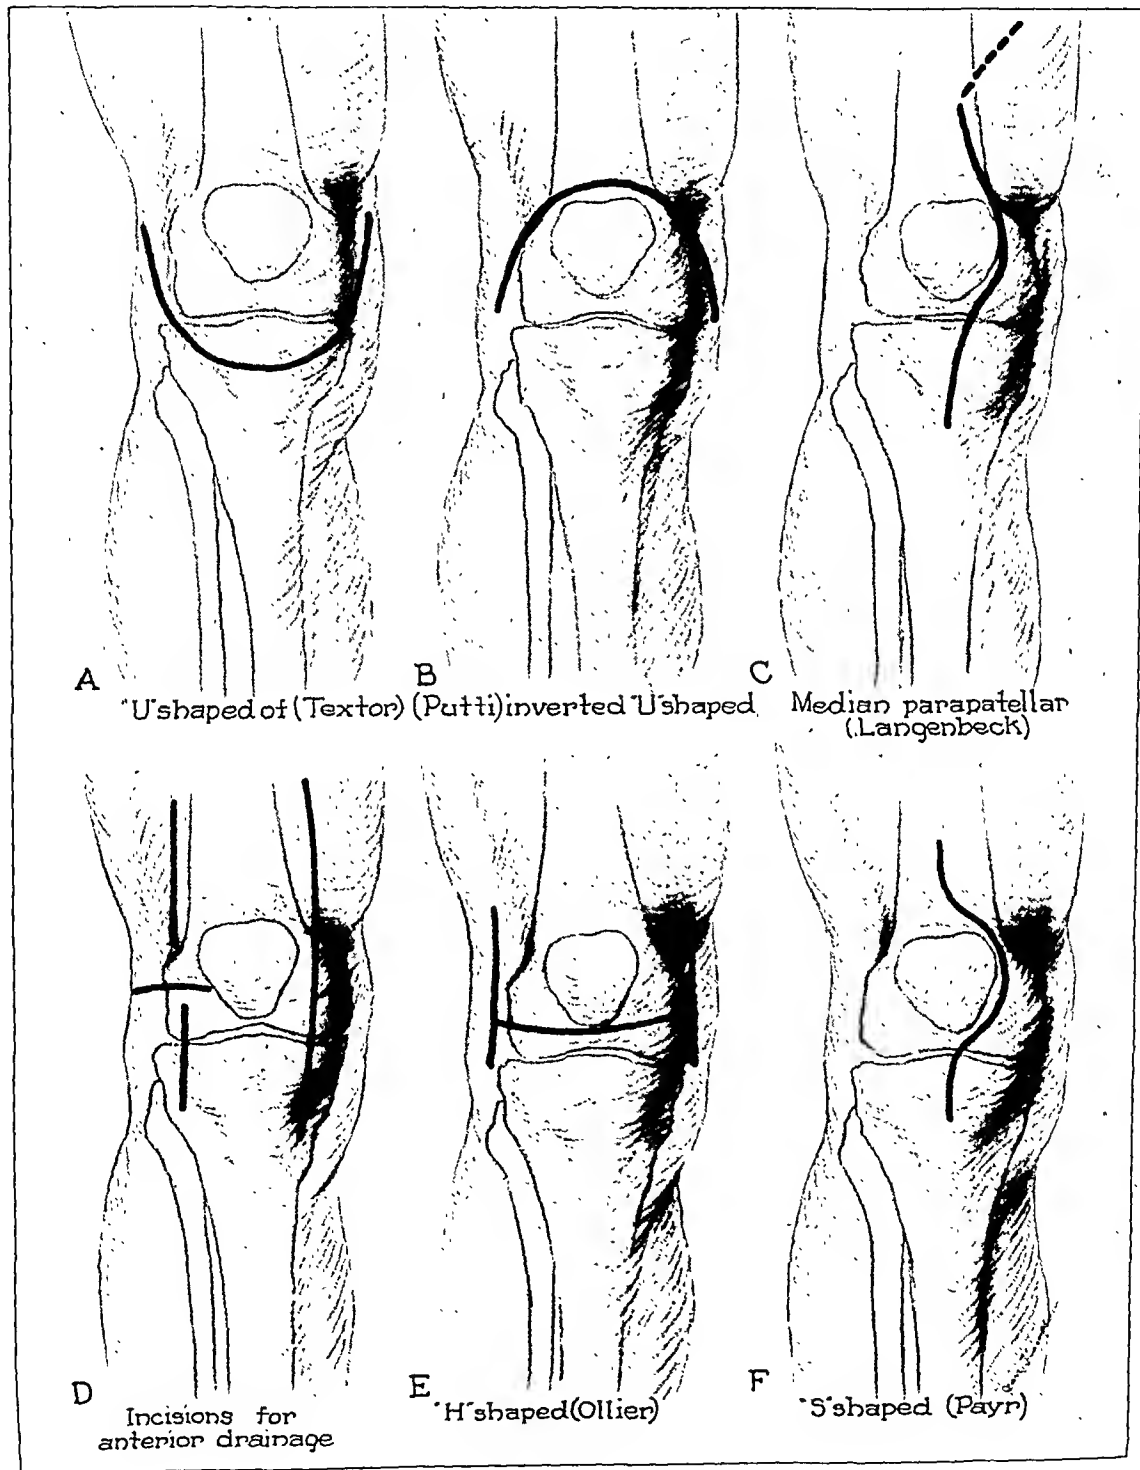 A
"U"shaped of (Textor)
B
(Putti) inverted "U"shaped
C
Median parapatellar
(Langenbeck)
D
Incisions for
anterior drainage
E
"H"shaped (Ollier)
F
"S"shaped (Payr)